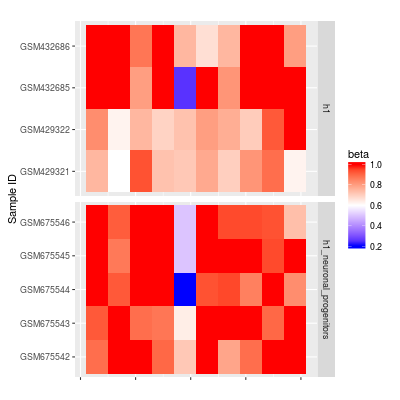 GSM432686
GSM432685
GSM429322
GSM429321
h1
GSM675546
GSM675545
GSM675544
GSM675543
GSM675542
h1_neuronal_progenitors
Sample ID
beta
1.0
0.8
0.6
0.4
0.2